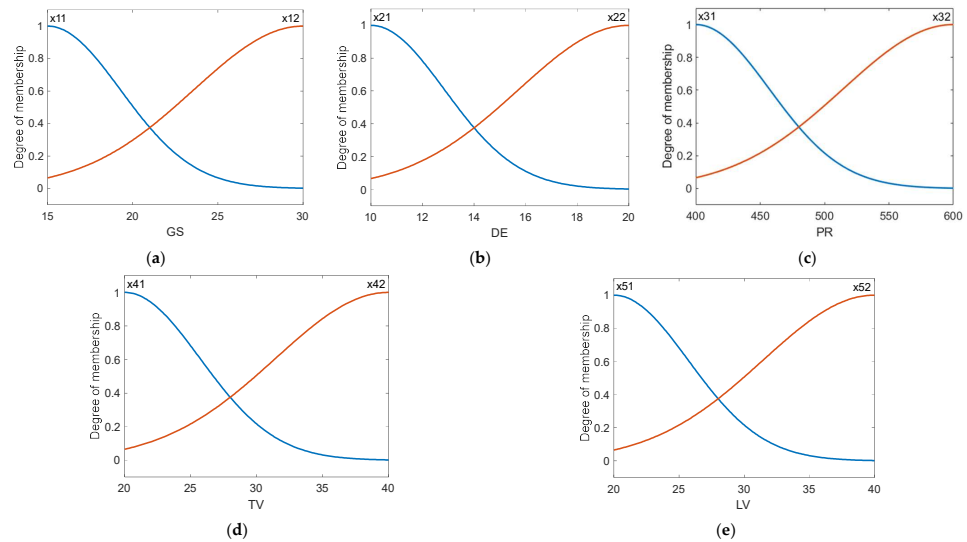 x11 x12
1
0.8
0.6
0.4
0.2
0
Degree of membership
15 20 25 30
GS
(a)
x21 x22
1
0.8
0.6
0.4
0.2
0
Degree of membership
10 12 14 16 18 20
DE
(b)
x31 x32
1
0.8
0.6
0.4
0.2
0
Degree of membership
400 450 500 550 600
PR
(c)
x41 x42
1
0.8
0.6
0.4
0.2
0
Degree of membership
20 25 30 35 40
TV
(d)
x51 x52
1
0.8
0.6
0.4
0.2
0
Degree of membership
20 25 30 35 40
LV
(e)